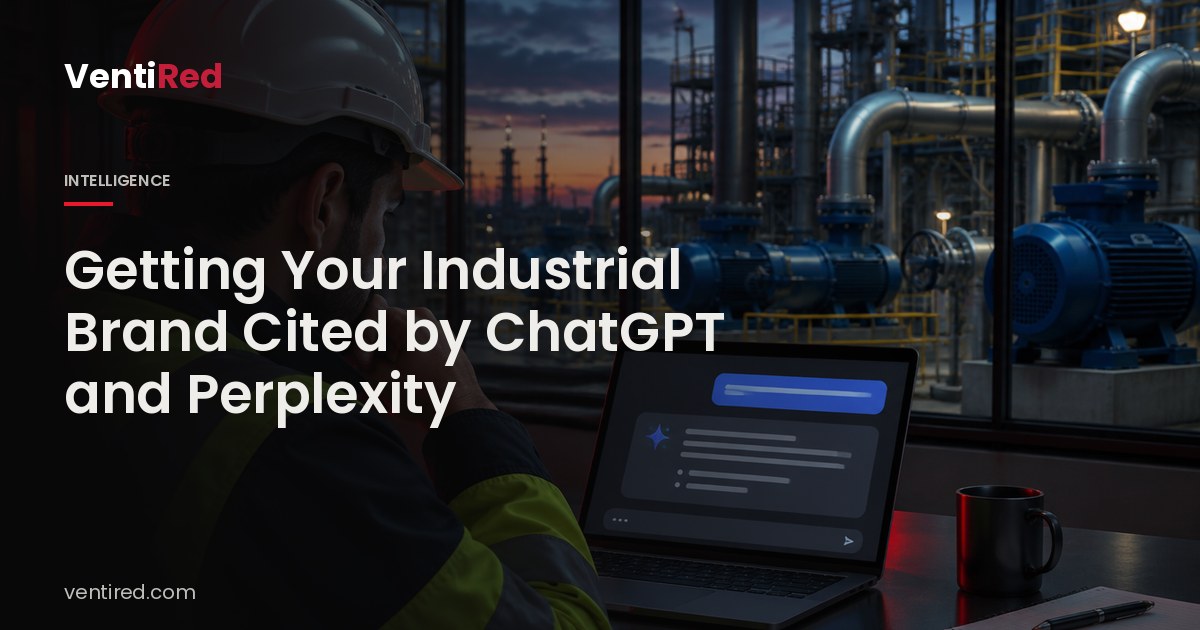 VentiRed
INTELLIGENCE
Getting Your Industrial
Brand Cited by ChatGPT
and Perplexity
ventired.com